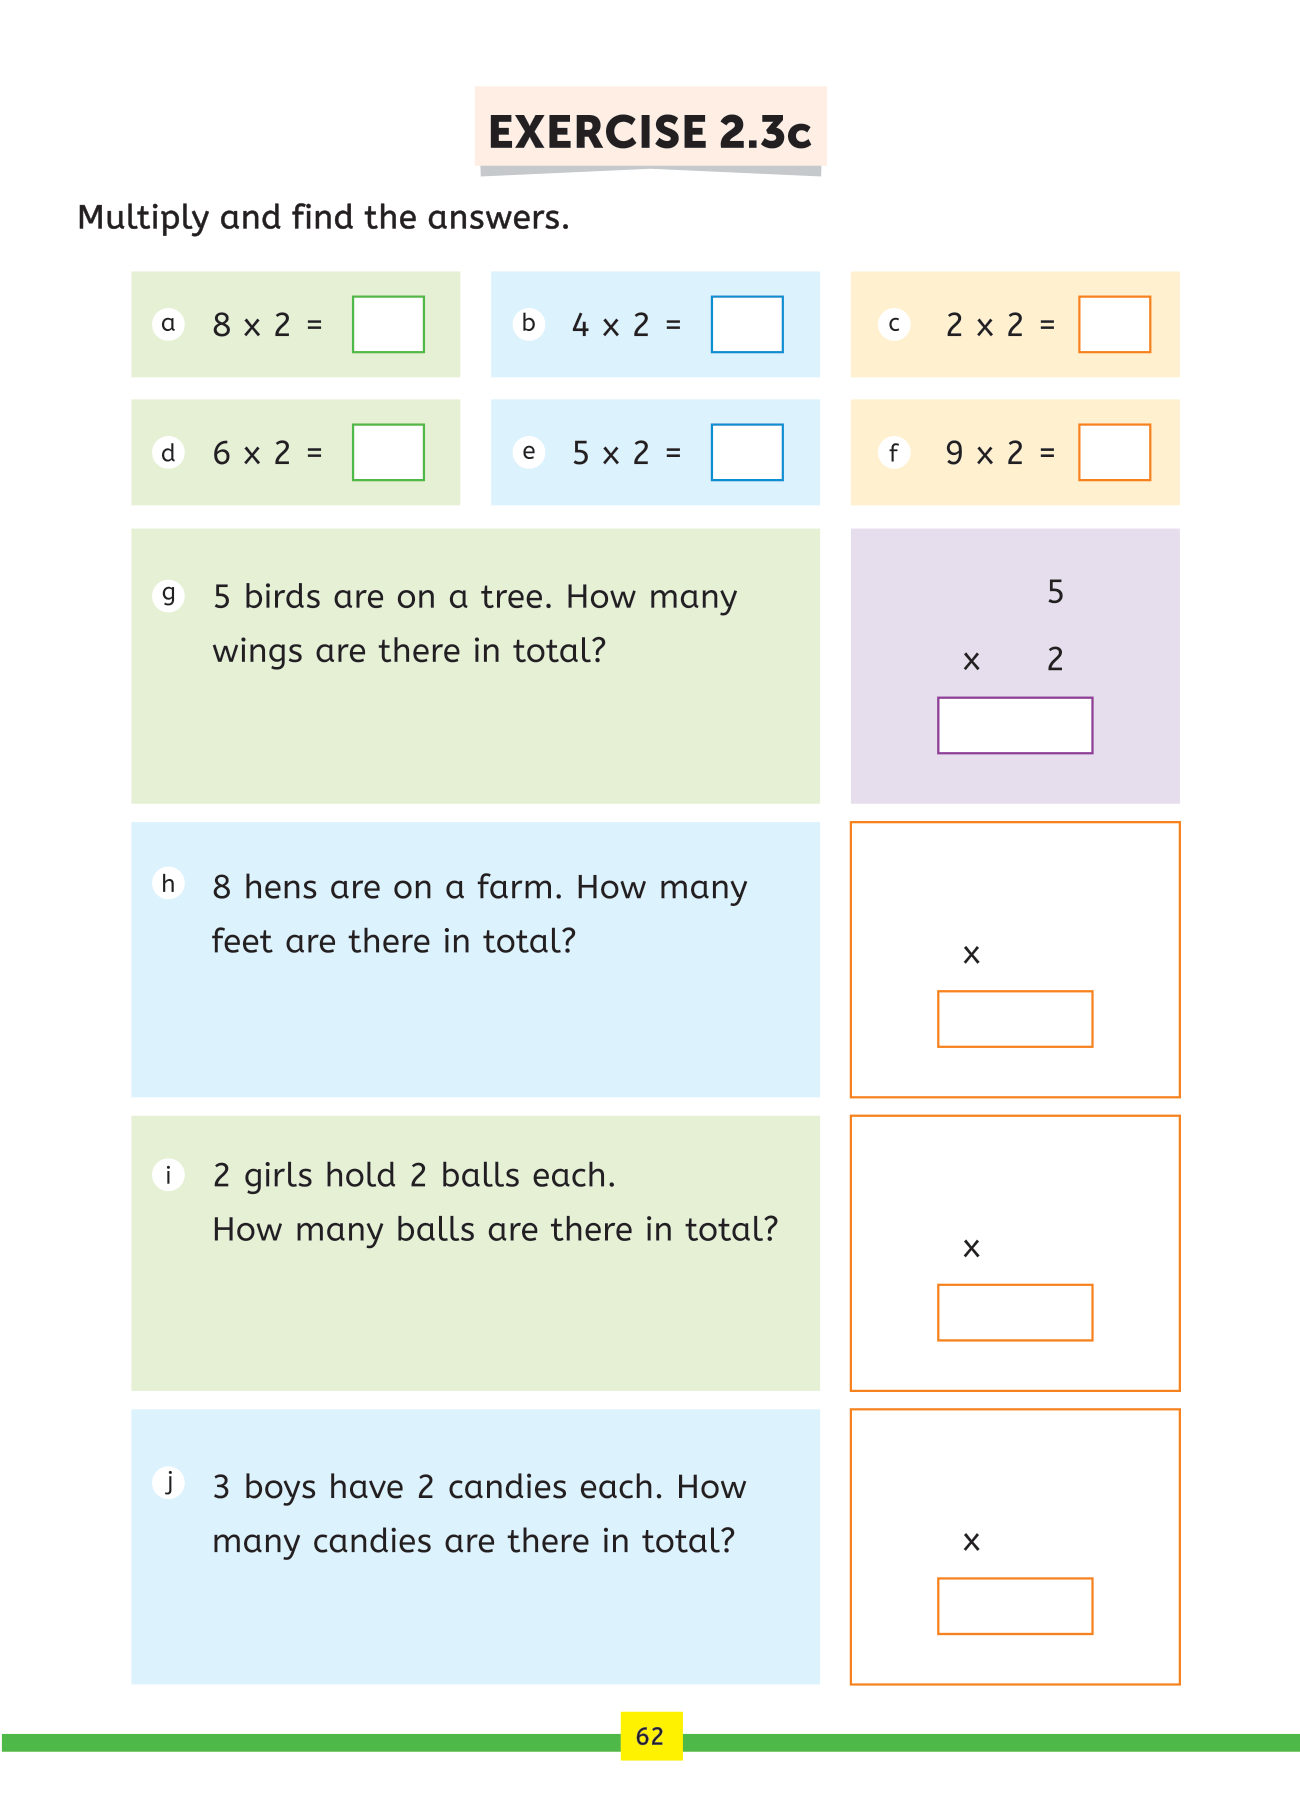 EXERCISE 2.3c
Multiply and find the answers.
a 8 x 2 =
b 4 x 2 =
c 2 x 2 =
d 6 x 2 =
e 5 x 2 =
f 9 x 2 =
g 5 birds are on a tree. How many
wings are there in total?
5
x 2
h 8 hens are on a farm. How many
feet are there in total?
x
i 2 girls hold 2 balls each.
How many balls are there in total?
x
j 3 boys have 2 candies each. How
many candies are there in total?
x
62